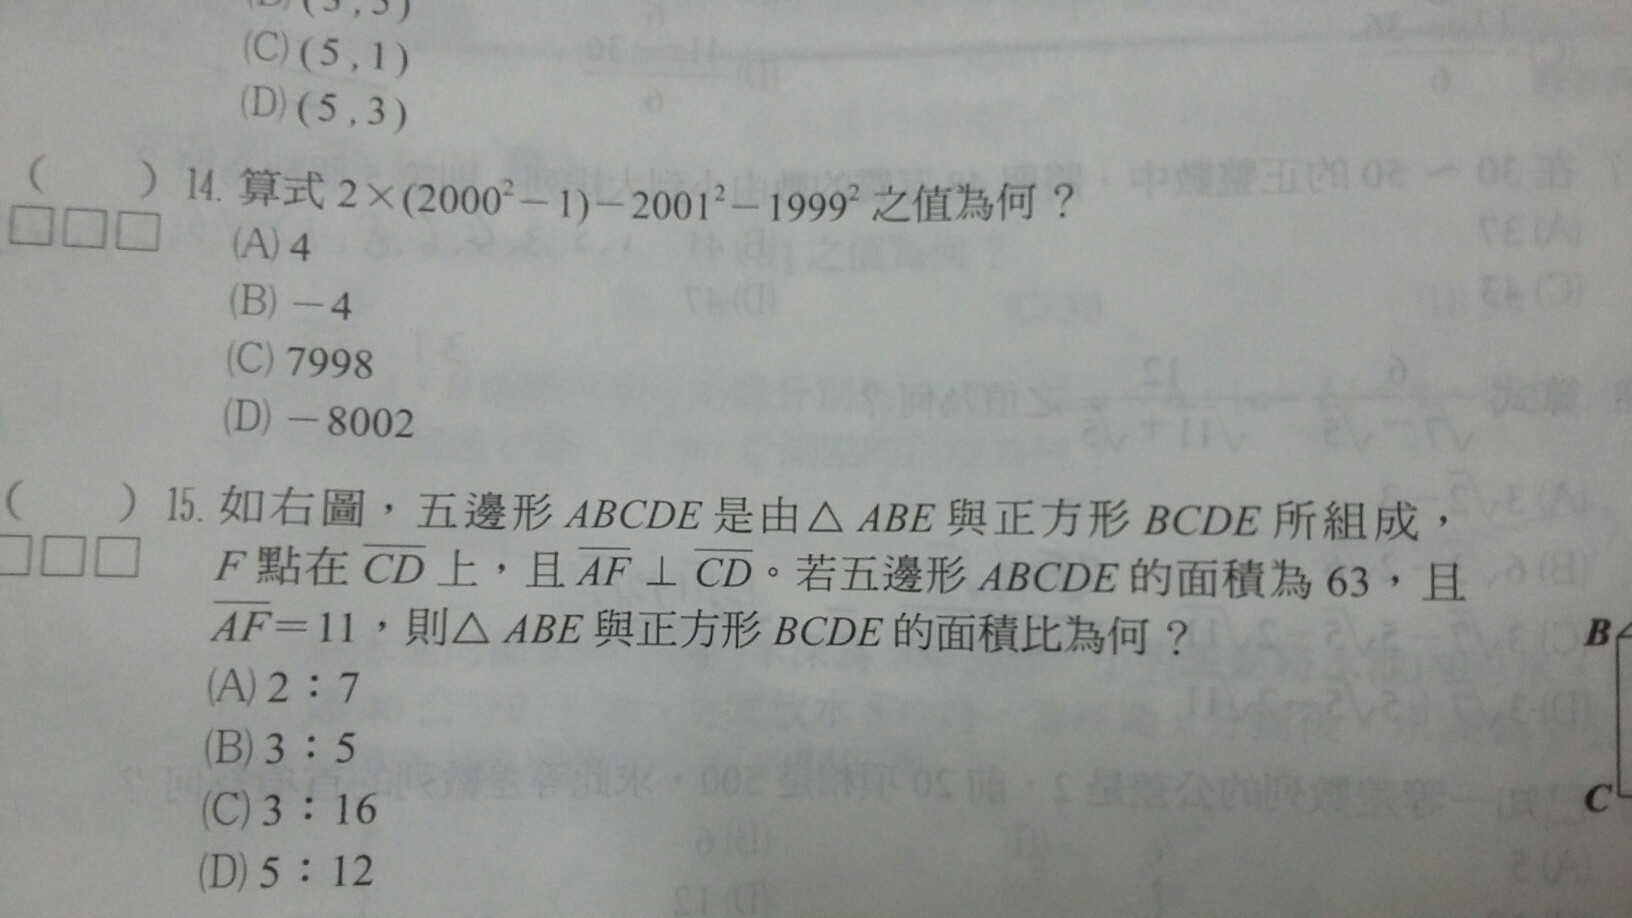 (C) (5 , 1)
(D) (5 , 3)
(     ) 14. 算式 2×(2000²－1)－2001²－1999² 之值為何？
□□□
(A) 4
(B) －4
(C) 7998
(D) －8002
(     ) 15. 如右圖，五邊形 ABCDE 是由△ ABE 與正方形 BCDE 所組成，
□□□
F 點在 CD 上，且 AF ⊥ CD。若五邊形 ABCDE 的面積為 63，且
AF＝11，則△ ABE 與正方形 BCDE 的面積比為何？
(A) 2：7
(B) 3：5
(C) 3：16
(D) 5：12
B
C